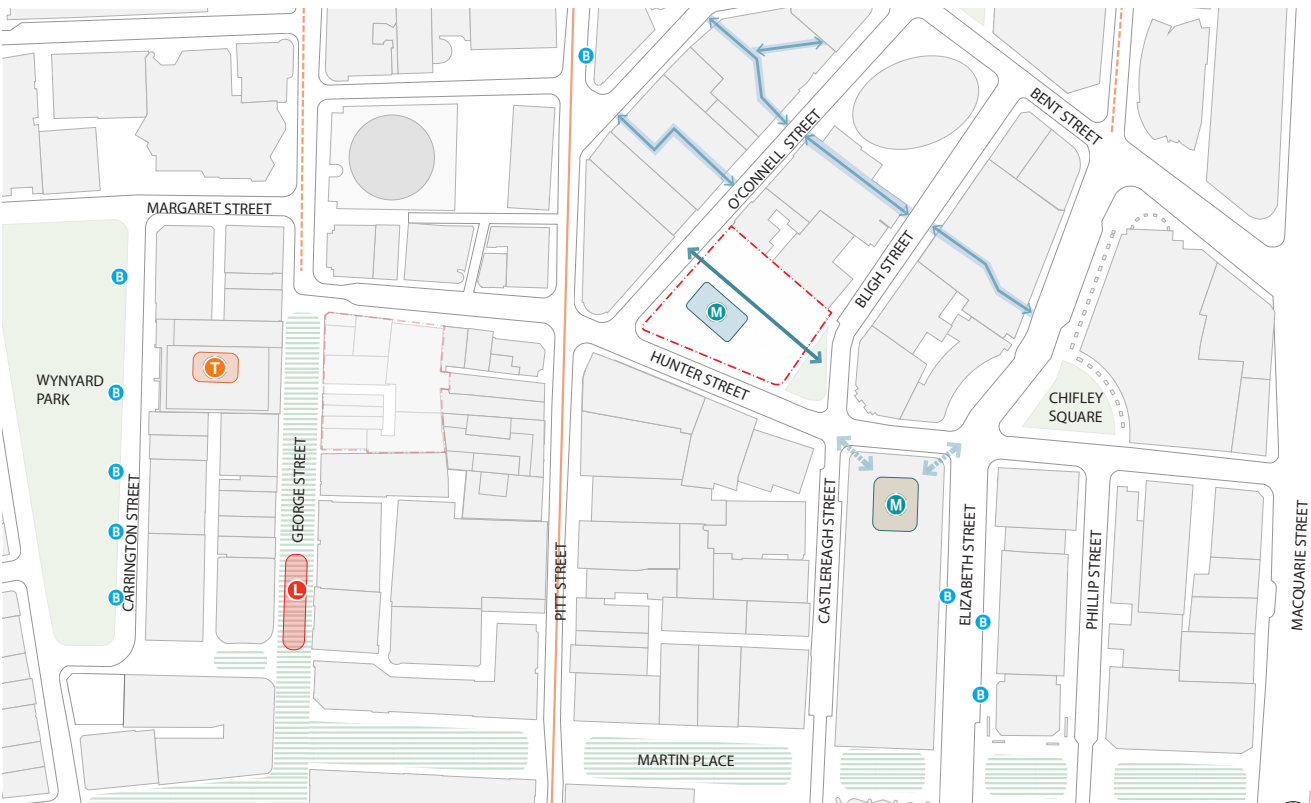 B
BENT STREET
O'CONNELL STREET
MARGARET STREET
B
BLIGH STREET
M
HUNTER STREET
T
WYNYARD
PARK
B
CHIFLEY
SQUARE
GEORGE STREET
B
CARRINGTON STREET
M
B
CASTLEREAGH STREET
ELIZABETH STREET
PHILLIP STREET
MACQUARIE STREET
PITT STREET
L
B
B
B
B
MARTIN PLACE